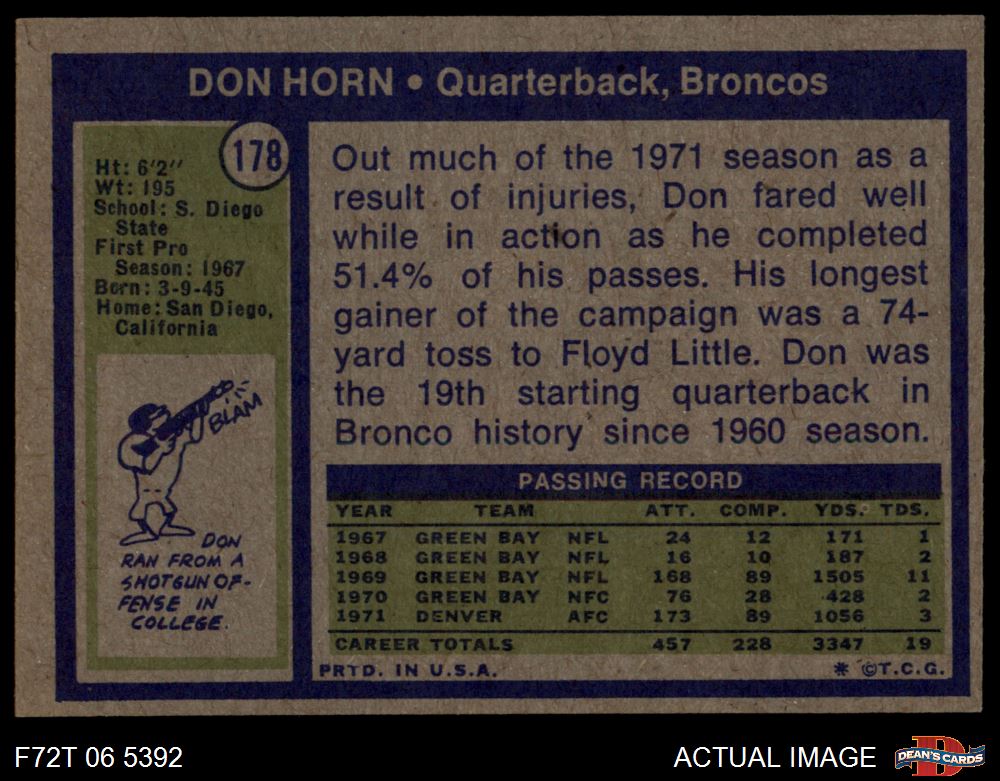 DON HORN • Quarterback, Broncos
178
Ht: 6'2''
Wt: 195
School: S. Diego
State
First Pro
Season: 1967
Born: 3-9-45
Home: San Diego,
California
BLAM
DON
RAN FROM A
SHOTGUN OF-
FENSE IN
COLLEGE.
Out much of the 1971 season as a
result of injuries, Don fared well
while in action as he completed
51.4% of his passes. His longest
gainer of the campaign was a 74-
yard toss to Floyd Little. Don was
the 19th starting quarterback in
Bronco history since 1960 season.
PASSING RECORD
YEAR TEAM ATT. COMP. YDS. TDS.
1967 GREEN BAY NFL 24 12 171 1
1968 GREEN BAY NFL 16 10 187 2
1969 GREEN BAY NFL 168 89 1505 11
1970 GREEN BAY NFC 76 28 428 2
1971 DENVER AFC 173 89 1056 3
CAREER TOTALS 457 228 3347 19
PRTD. IN U.S.A. * ©T.C.G.
F72T 06 5392
ACTUAL IMAGE
D
DEAN'S CARDS